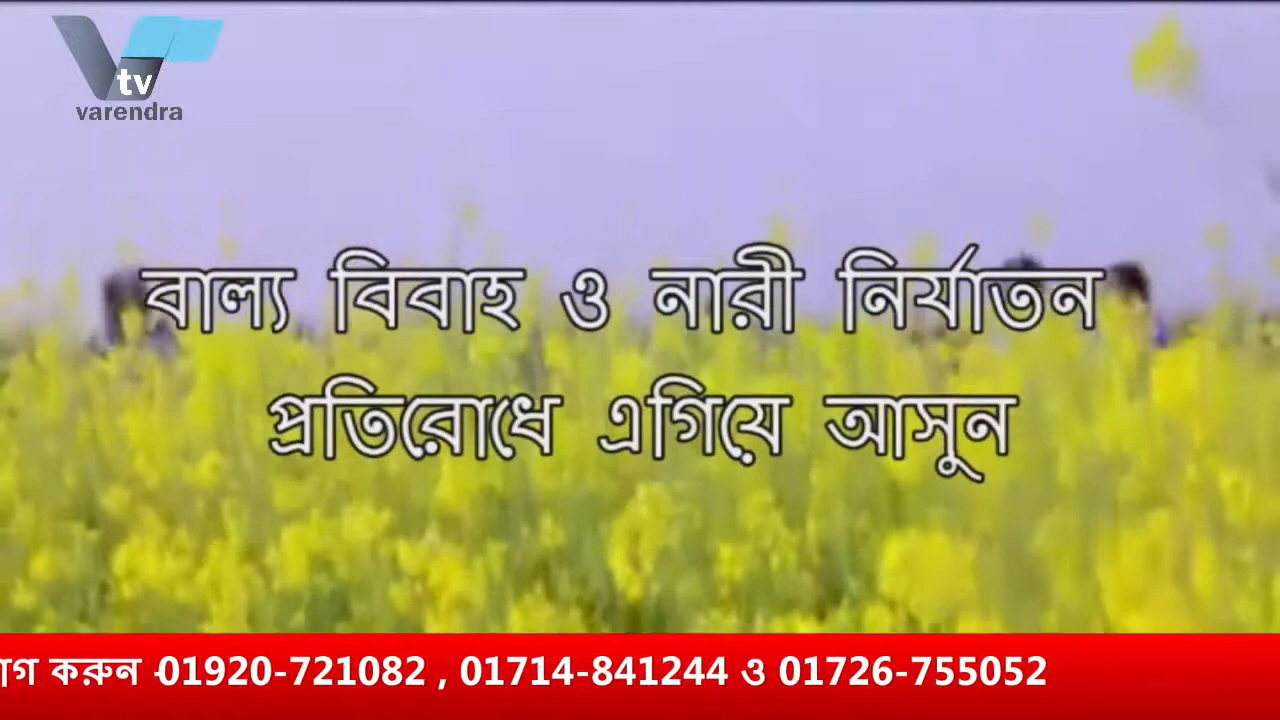 tv
varendra
বাল্য বিবাহ ও নারী নির্যাতন
প্রতিরোধে এগিয়ে আসুন
করুন -01920-721082 , 01714-841244 ও 01726-755052